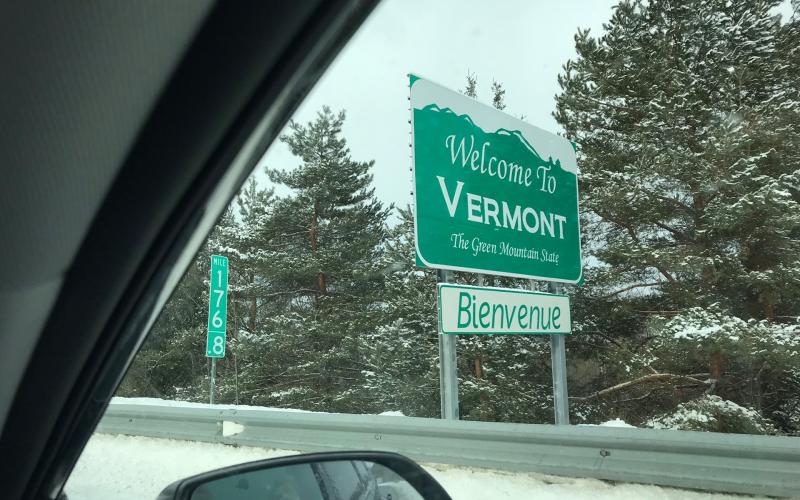 Welcome To
VERMONT
The Green Mountain State
Bienvenue
MILE
1
7
6
.8